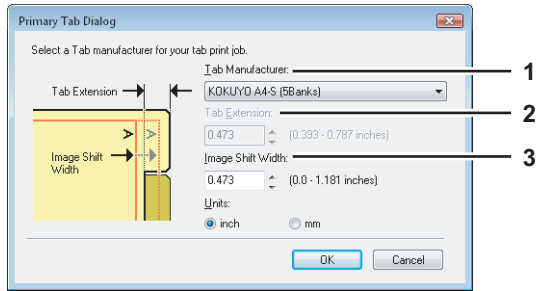 Primary Tab Dialog
Select a Tab manufacturer for your tab print job.
Tab Manufacturer:
1
Tab Extension
KOKUYO A4-S (5Banks)
Tab Extension:
2
0.473
(0.393 - 0.787 inches)
A A
Image Shift Width
Image Shift Width:
3
0.473
(0.0 - 1.181 inches)
Units:
inch
mm
OK
Cancel